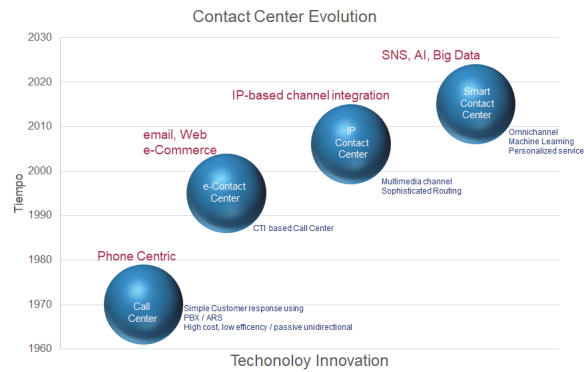 Contact Center Evolution
2030
2020
2010
2000
1990
1980
1970
1960
Tiempo
SNS, AI, Big Data
Smart
Contact
Center
Omnichannel
Machine Learning
Personalized service
IP-based channel integration
IP
Contact
Center
Multimedia channel
Sophisticated Routing
email, Web
e-Commerce
e-Contact
Center
CTI based Call Center
Phone Centric
Call
Center
Simple Customer response using
PBX / ARS
High cost, low efficency / passive unidirectional
Techonoloy Innovation